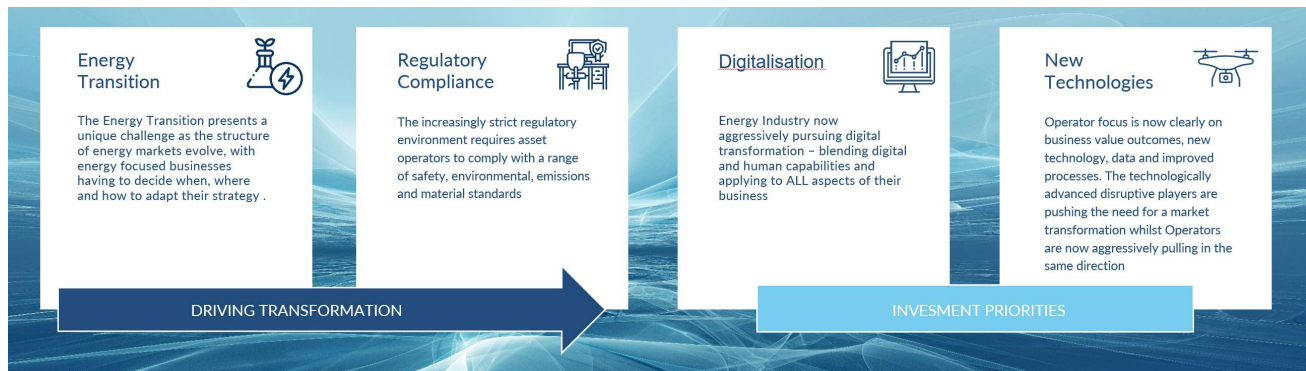 Energy
Transition
The Energy Transition presents a
unique challenge as the structure
of energy markets evolve, with
energy focused businesses
having to decide when, where
and how to adapt their strategy .
Regulatory
Compliance
The increasingly strict regulatory
environment requires asset
operators to comply with a range
of safety, environmental, emissions
and material standards
Digitalisation
Energy Industry now
aggressively pursuing digital
transformation – blending digital
and human capabilities and
applying to ALL aspects of their
business
New
Technologies
Operator focus is now clearly on
business value outcomes, new
technology, data and improved
processes. The technologically
advanced disruptive players are
pushing the need for a market
transformation whilst Operators
are now aggressively pulling in the
same direction
DRIVING TRANSFORMATION
INVESMENT PRIORITIES